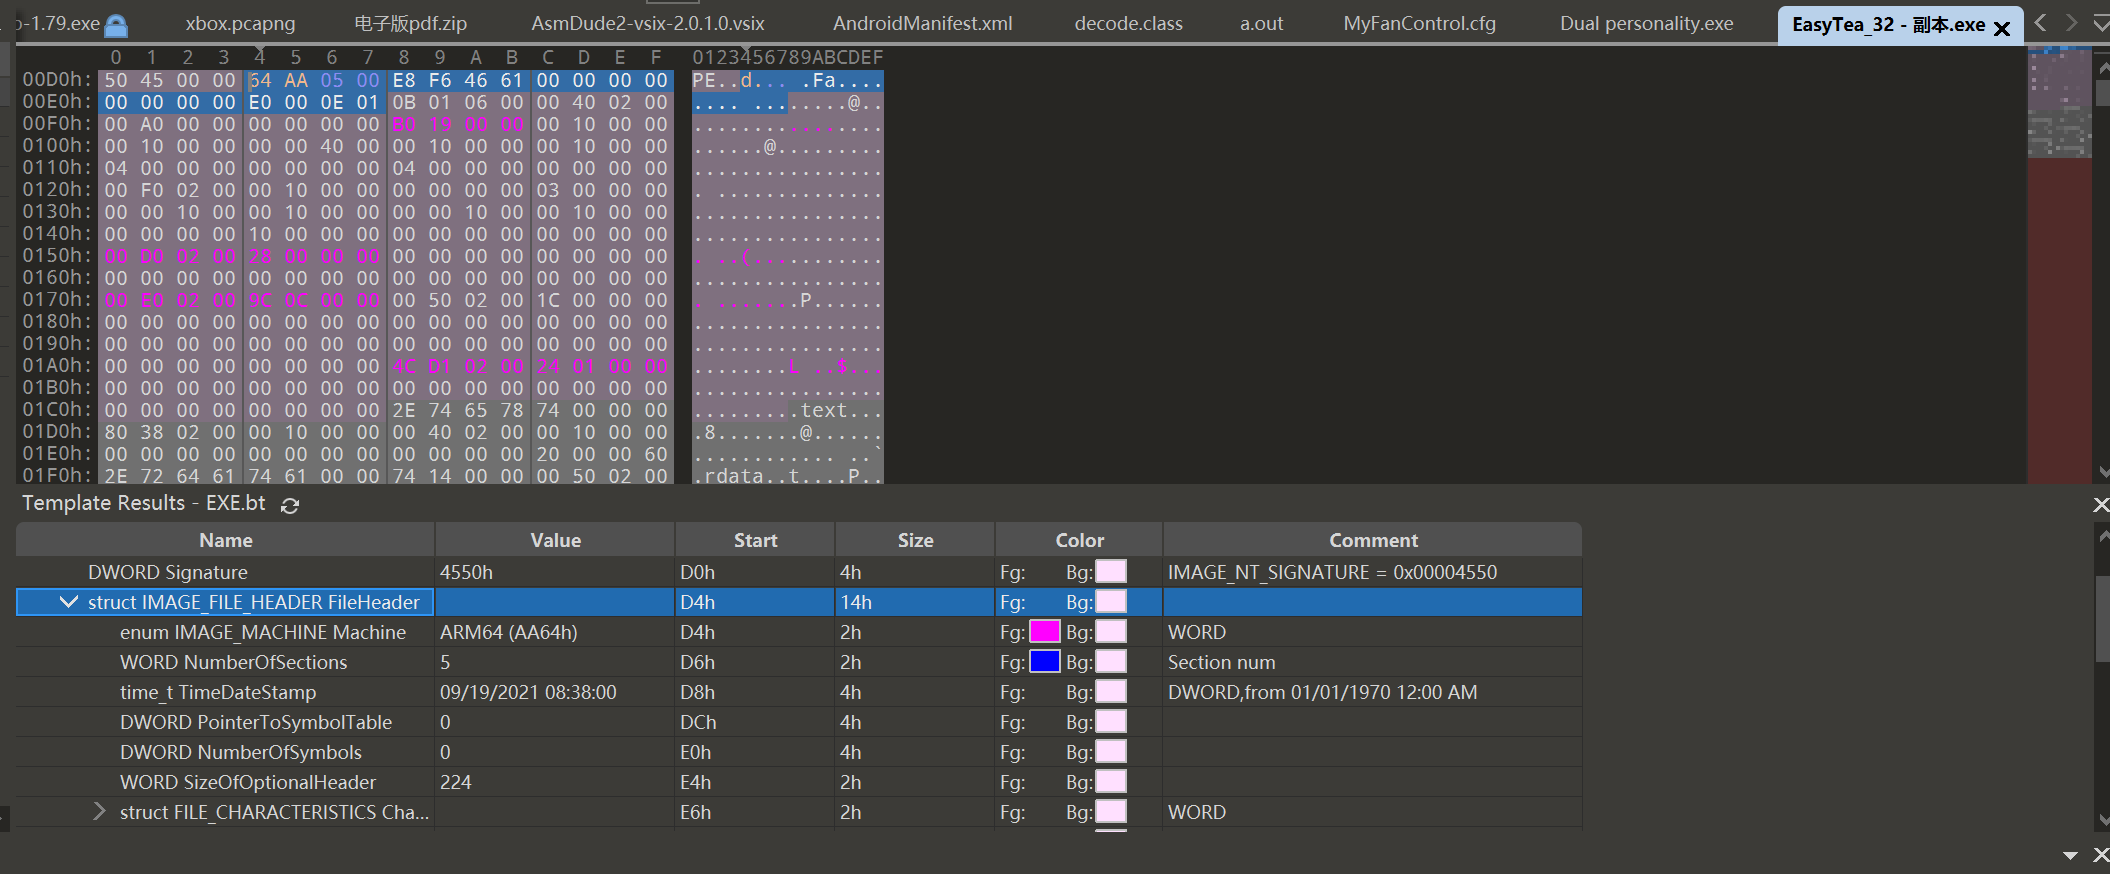 p-1.79.exe xbox.pcapng 电子版pdf.zip AsmDude2-vsix-2.0.1.0.vsix AndroidManifest.xml decode.class a.out MyFanControl.cfg Dual personality.exe EasyTea_32 - 副本.exe
0 1 2 3 4 5 6 7 8 9 A B C D E F 0123456789ABCDEF
00D0h: 50 45 00 00 64 AA 05 00 E8 F6 46 61 00 00 00 00 PE..d... .Fa....
00E0h: 00 00 00 00 E0 00 0E 01 0B 01 06 00 00 40 02 00 .... ........@..
00F0h: 00 A0 00 00 00 00 00 00 B0 19 00 00 00 10 00 00 . ..............
0100h: 00 10 00 00 00 00 40 00 00 10 00 00 00 10 00 00 ......@.........
0110h: 04 00 00 00 00 00 00 00 04 00 00 00 00 00 00 00 ................
0120h: 00 F0 02 00 00 10 00 00 00 00 00 00 03 00 00 00 . ..............
0130h: 00 00 10 00 00 10 00 00 00 00 10 00 00 10 00 00 ................
0140h: 00 00 00 00 10 00 00 00 00 00 00 00 00 00 00 00 ................
0150h: 00 D0 02 00 28 00 00 00 00 00 00 00 00 00 00 00 . ..(...........
0160h: 00 00 00 00 00 00 00 00 00 00 00 00 00 00 00 00 ................
0170h: 00 E0 02 00 9C 0C 00 00 00 50 02 00 1C 00 00 00 . .......P......
0180h: 00 00 00 00 00 00 00 00 00 00 00 00 00 00 00 00 ................
0190h: 00 00 00 00 00 00 00 00 00 00 00 00 00 00 00 00 ................
01A0h: 00 00 00 00 00 00 00 00 4C D1 02 00 24 01 00 00 ........L ..$...
01B0h: 00 00 00 00 00 00 00 00 00 00 00 00 00 00 00 00 ................
01C0h: 00 00 00 00 00 00 00 00 2E 74 65 78 74 00 00 00 .........text...
01D0h: 80 38 02 00 00 10 00 00 00 40 02 00 00 10 00 00 .8.......@......
01E0h: 00 00 00 00 00 00 00 00 00 00 00 00 20 00 00 60 ............ ..`
01F0h: 2E 72 64 61 74 61 00 00 74 14 00 00 00 50 02 00 .rdata..t....P..
Template Results - EXE.bt
Name Value Start Size Color Comment
DWORD Signature 4550h D0h 4h Fg: Bg: IMAGE_NT_SIGNATURE = 0x00004550
struct IMAGE_FILE_HEADER FileHeader D4h 14h Fg: Bg:
enum IMAGE_MACHINE Machine ARM64 (AA64h) D4h 2h Fg: Bg: WORD
WORD NumberOfSections 5 D6h 2h Fg: Bg: Section num
time_t TimeDateStamp 09/19/2021 08:38:00 D8h 4h Fg: Bg: DWORD,from 01/01/1970 12:00 AM
DWORD PointerToSymbolTable 0 DCh 4h Fg: Bg:
DWORD NumberOfSymbols 0 E0h 4h Fg: Bg:
WORD SizeOfOptionalHeader 224 E4h 2h Fg: Bg:
struct FILE_CHARACTERISTICS Cha... E6h 2h Fg: Bg: WORD